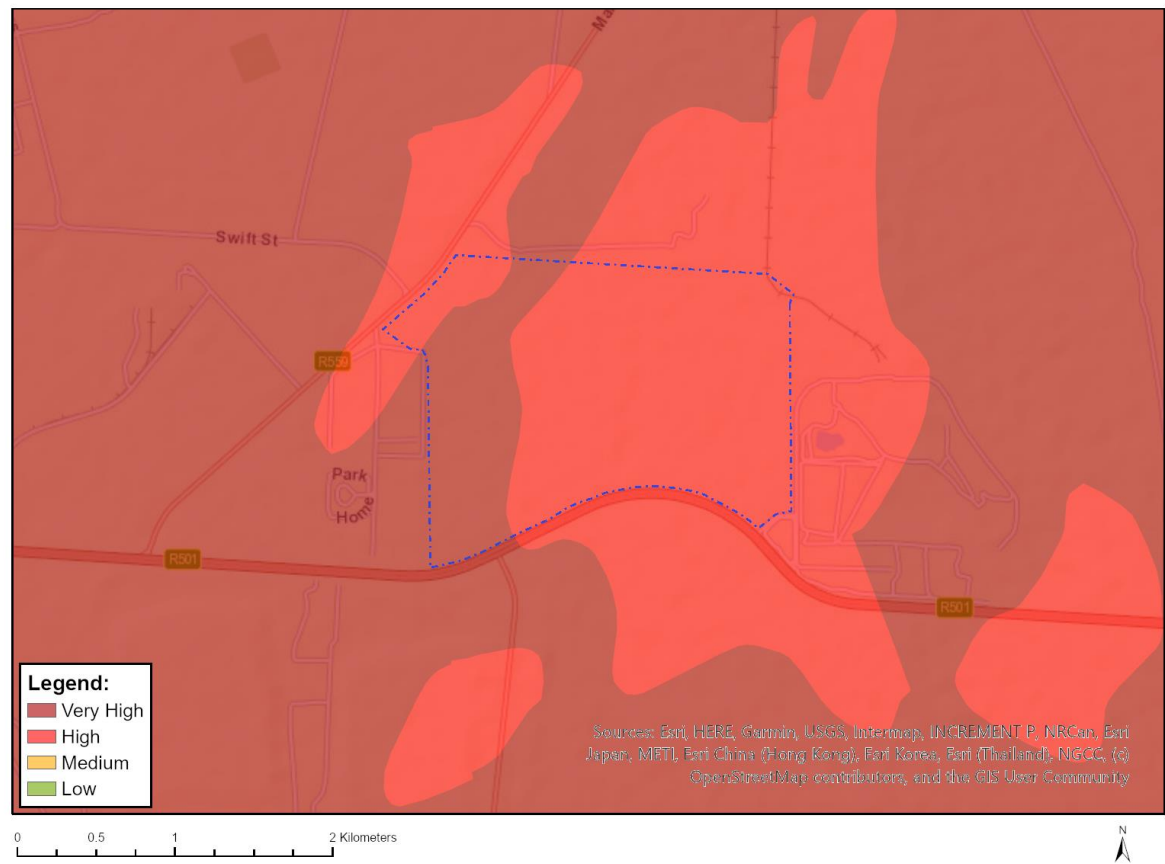 Ma
Swift St
R559
Park
Home
R501
R501
Legend:
Very High
High
Medium
Low
Sources: Esri, HERE, Garmin, USGS, Intermap, INCREMENT P, NRCan, Esri
Japan, METI, Esri China (Hong Kong), Esri Korea, Esri (Thailand), NGCC, (c)
OpenStreetMap contributors, and the GIS User Community
0 0.5 1 2 Kilometers
N